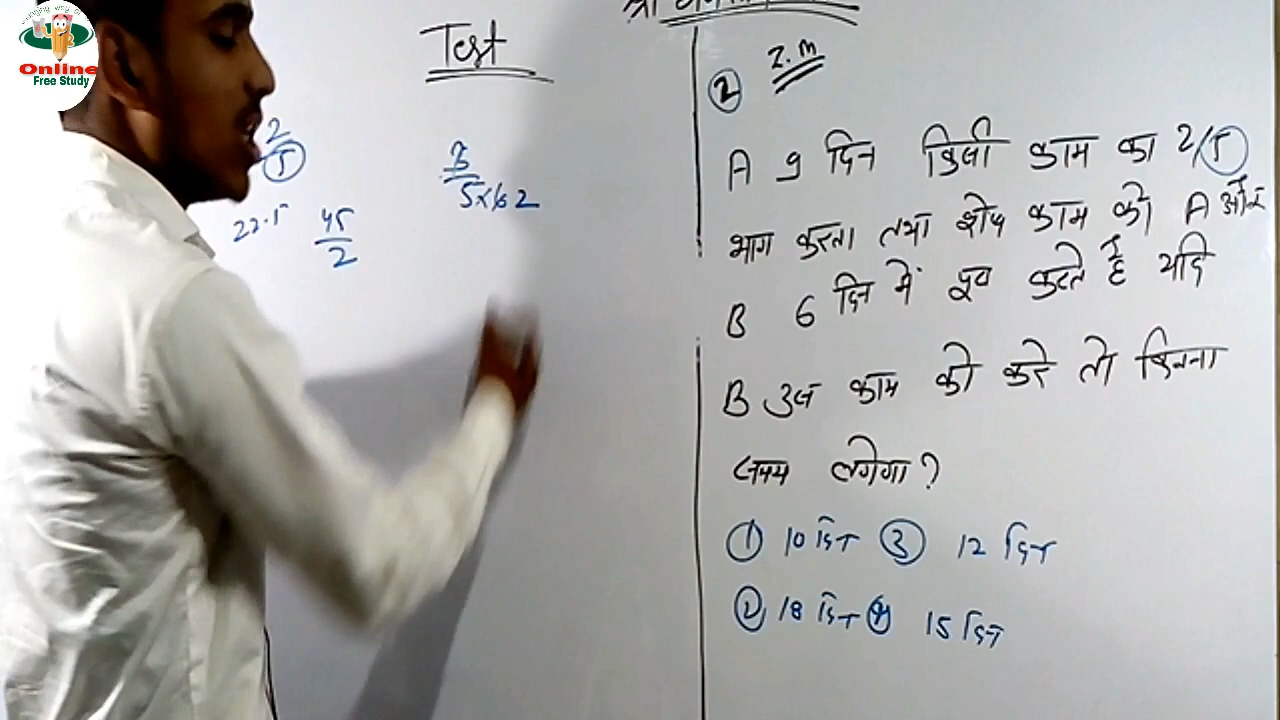 Online
Free Study
Test
2
5
22.5
45
2
3
5×6 2
② I.m
A 9 दिन किसी काम का 2/5
भाग करता तथा शेष काम को A और
B 6 दिन में पूरा करते है यदि
B उस काम को करे तो कितना
समय लगेगा?
① 10 दिन ③ 12 दिन
② 18 दिन ④ 15 दिन